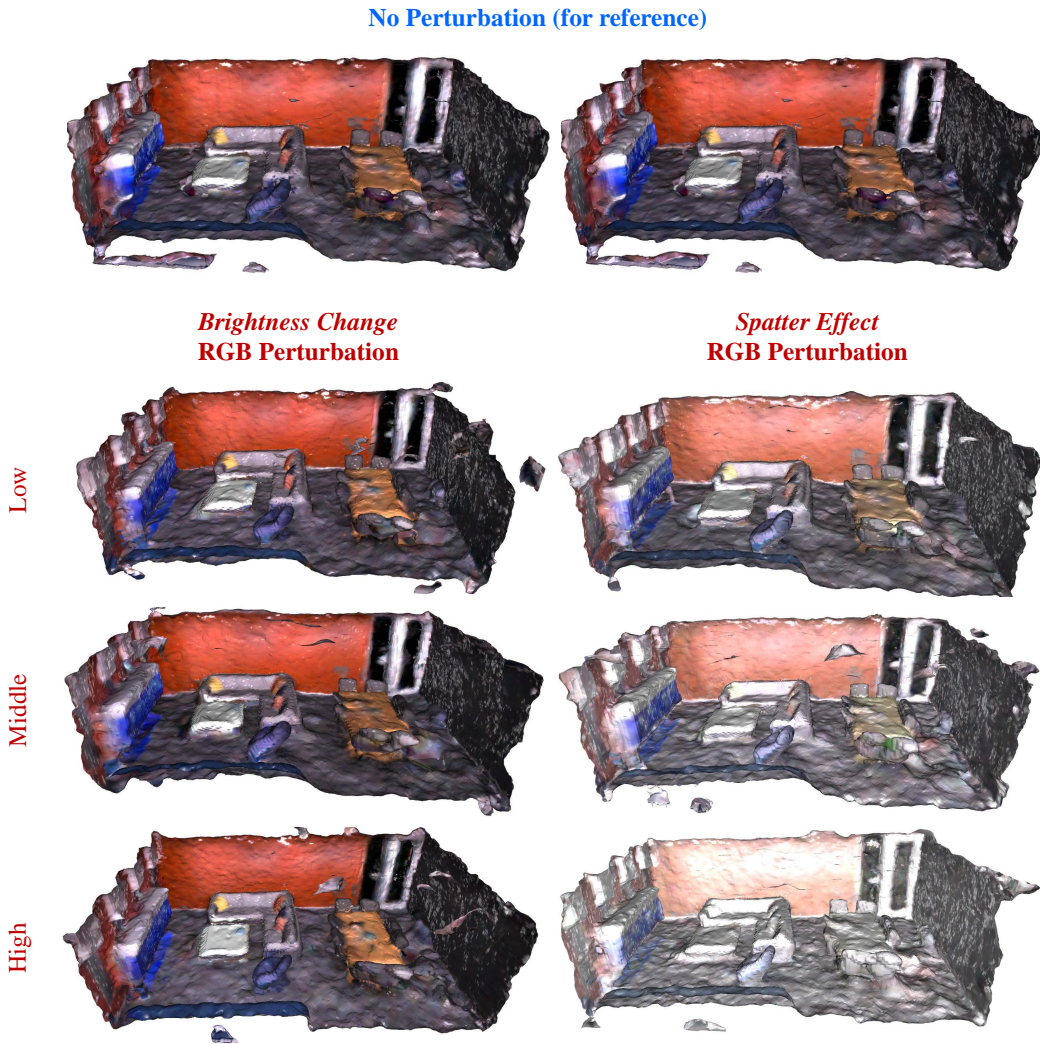 No Perturbation (for reference)
Brightness Change
RGB Perturbation
Spatter Effect
RGB Perturbation
Low
Middle
High